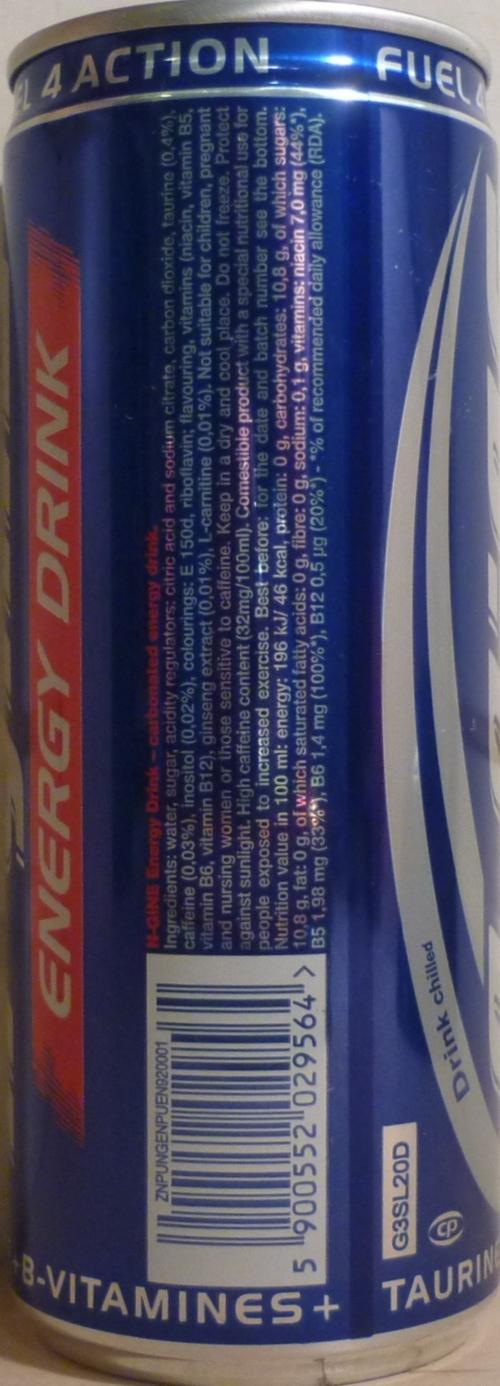 FUEL 4 ACTION
FUEL 4
ENERGY DRINK
N-GINE Energy Drink – carbonated energy drink.
Ingredients: water, sugar, acidity regulators: citric acid and sodium citrate, carbon dioxide, taurine (0,4%),
caffeine (0,03%), inositol (0,02%), colourings: E 150d, riboflavin; flavouring, vitamins (niacin, vitamin B5,
vitamin B6, vitamin B12), ginseng extract (0,01%), L-carnitine (0,01%). Not suitable for children, pregnant
and nursing women or those sensitive to caffeine. Keep in a dry and cool place. Do not freeze. Protect
against sunlight. High caffeine content (32mg/100ml). Comestible product with a special nutritional use for
people exposed to increased exercise. Best before: for the date and batch number see the bottom.
Nutrition value in 100 ml: energy: 196 kJ/ 46 kcal, protein: 0 g, carbohydrates: 10,8 g, of which sugars:
10,8 g, fat: 0 g, of which saturated fatty acids: 0 g, fibre: 0 g, sodium: 0,1 g, vitamins: niacin 7,0 mg (44%*),
B5 1,98 mg (33%*), B6 1,4 mg (100%*), B12 0,5 µg (20%*) - *% of recommended daily allowance (RDA).
ZNPUNGENPUEN920001
5 900552 029564 >
Drink chilled
G3SL20D
CP
+B-VITAMINES+
TAURINE